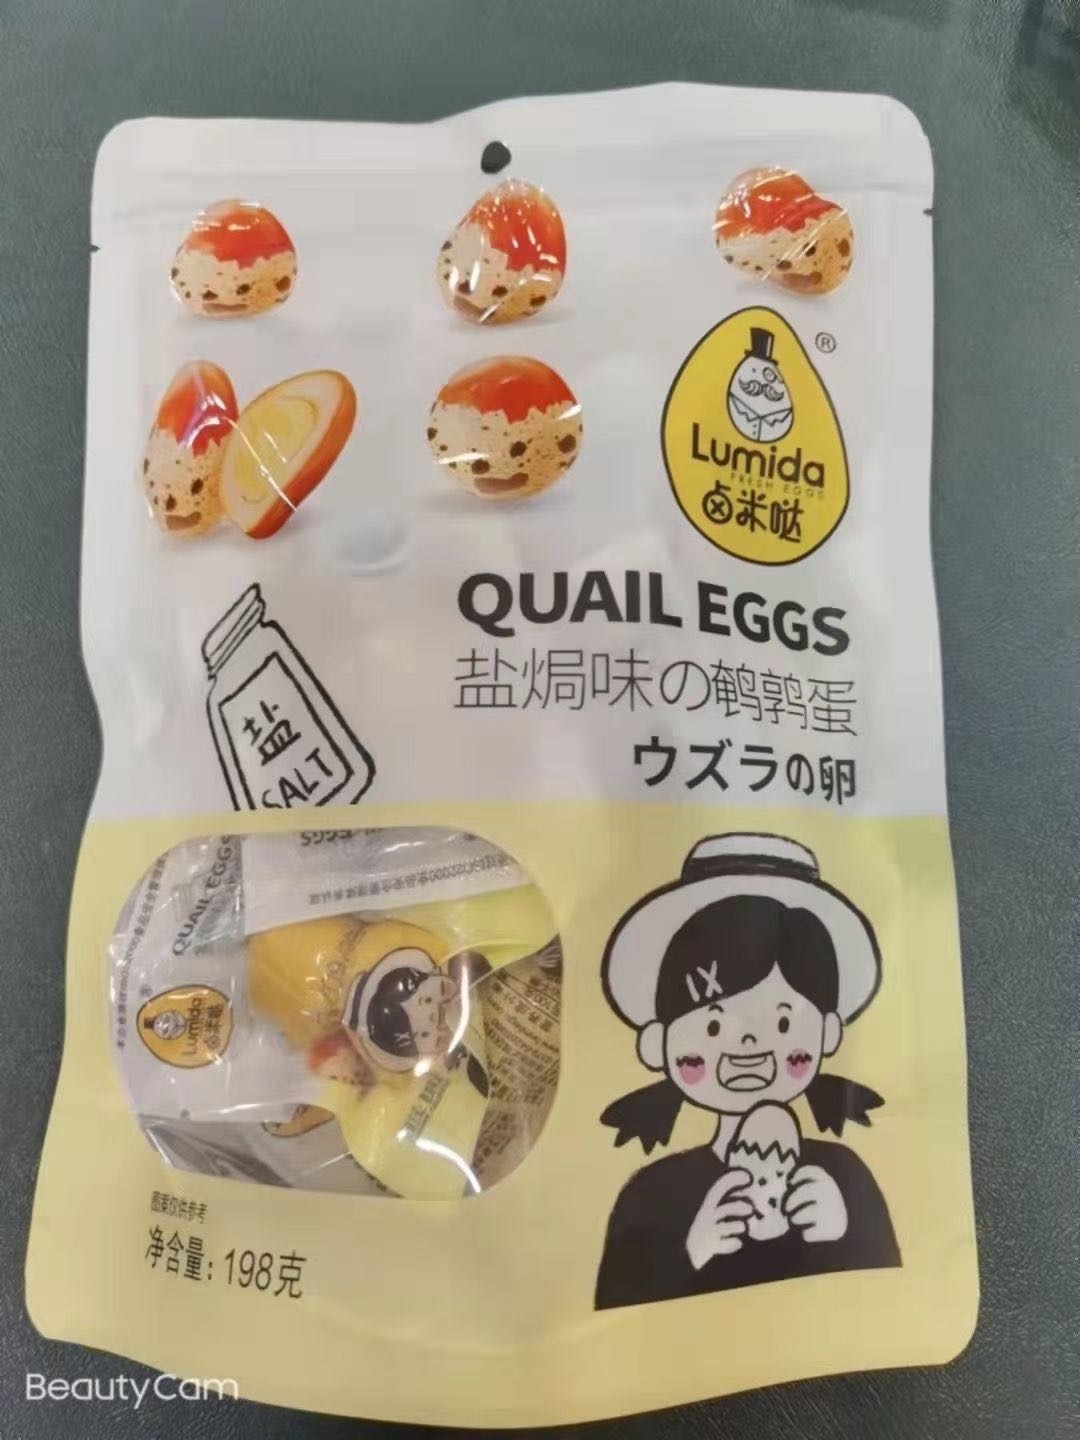 ®
Lumida
FRESH EGGS
卤米哒
QUAIL EGGS
盐焗味の鹌鹑蛋
ウズラの卵
盐
SALT
QUAIL EGGS
Lumida
卤米哒
图案仅供参考
净含量：198克
BeautyCam